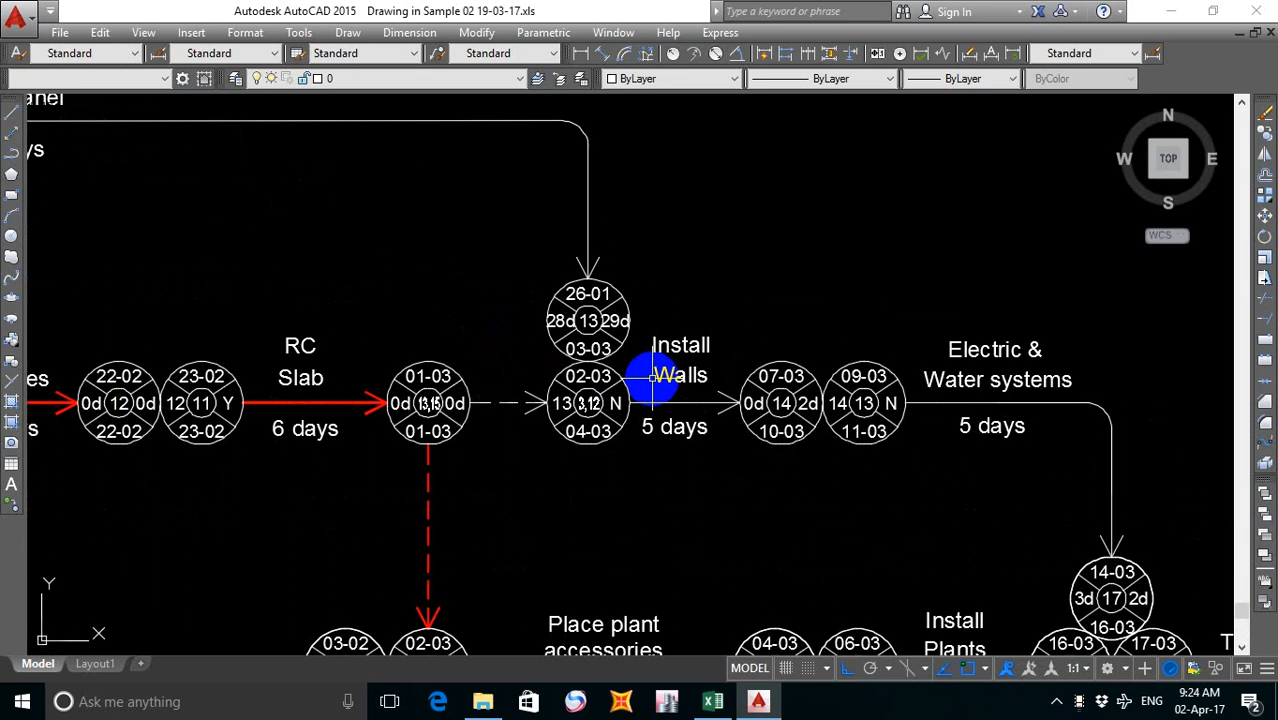 Autodesk AutoCAD 2015 Drawing in Sample 02 19-03-17.xls
Type a keyword or phrase
Sign In
File Edit View Insert Format Tools Draw Dimension Modify Parametric Window Help Express
Standard Standard Standard Standard Standard
0 ByLayer ByLayer ByLayer ByColor
anel
ys
N
W TOP E
S
WCS
26-01
28d 13 29d
03-03
RC
Slab
6 days
Install
Walls
5 days
Electric &
Water systems
5 days
es
s
22-02
0d 12 0d
22-02
23-02
12 11 Y
23-02
01-03
0d 0d
01-03
02-03
13 N
04-03
07-03
0d 14 2d
10-03
09-03
14 13 N
11-03
14-03
3d 17 2d
16-03
Place plant
accessories
Install
Plants
03-02 02-03 04-03 06-03 16-03 17-03 T
Y
X
Model Layout1 +
MODEL 1:1
Ask me anything
ENG
9:24 AM
02-Apr-17
2